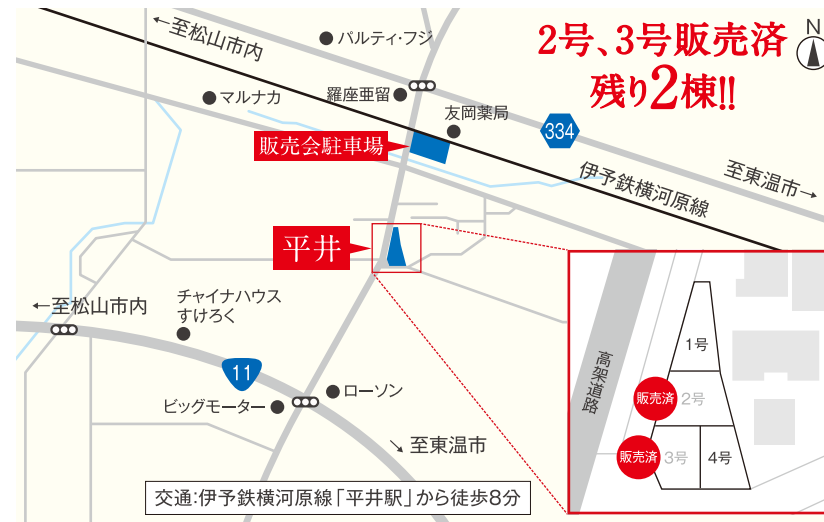 ←至松山市内
パルティ・フジ
2号、3号販売済
残り2棟!!
N
マルナカ
羅座亜留
友岡薬局
334
販売会駐車場
至東温市→
伊予鉄横河原線
平井
←至松山市内
チャイナハウス
すけろく
11
ビッグモーター
ローソン
→至東温市
高架道路
1号
販売済
2号
販売済
3号
4号
交通:伊予鉄横河原線「平井駅」から徒歩8分